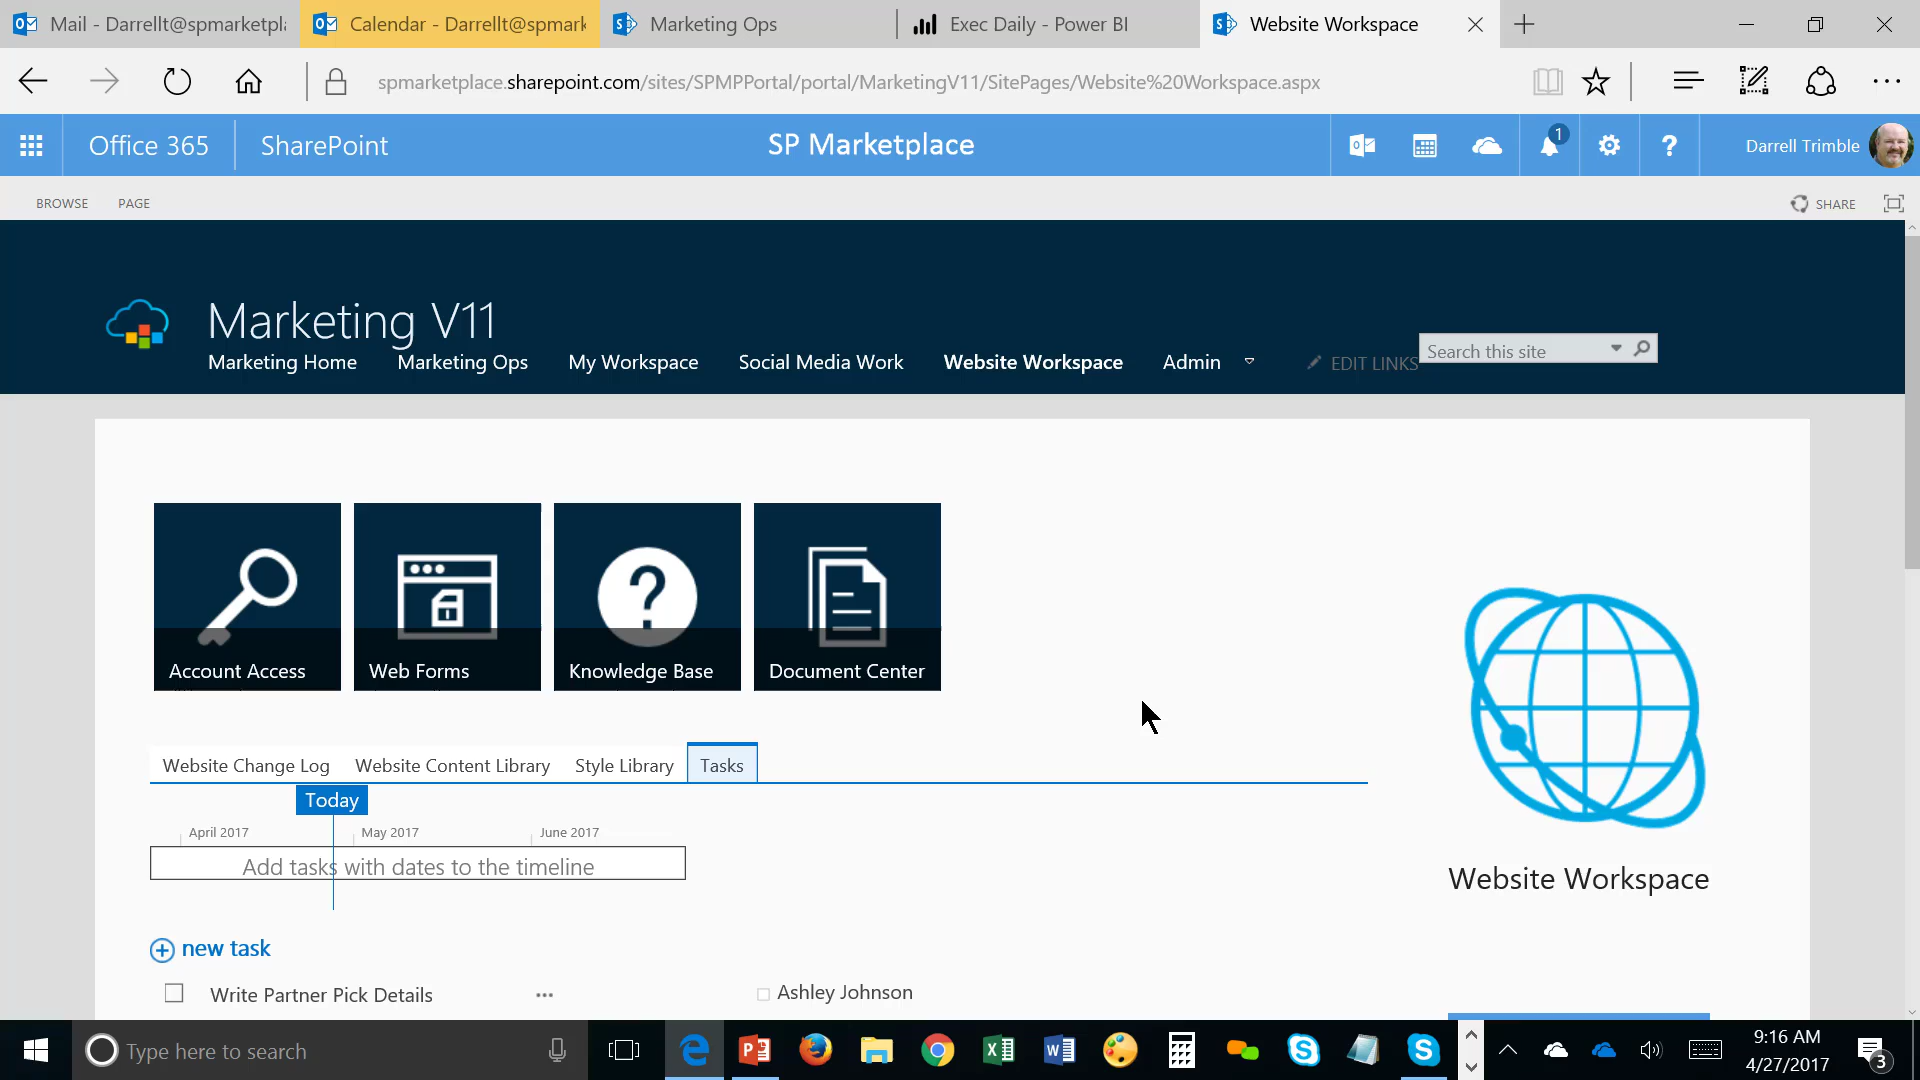 Mail - Darrellt@spmarketpla
Calendar - Darrellt@spmark
Marketing Ops
Exec Daily - Power BI
Website Workspace
spmarketplace.sharepoint.com/sites/SPMPPortal/portal/MarketingV11/SitePages/Website%20Workspace.aspx
Office 365
SharePoint
SP Marketplace
1
Darrell Trimble
BROWSE
PAGE
SHARE
Marketing V11
Marketing Home
Marketing Ops
My Workspace
Social Media Work
Website Workspace
Admin
EDIT LINKS
Search this site
Account Access
Web Forms
Knowledge Base
Document Center
Website Change Log
Website Content Library
Style Library
Tasks
Today
April 2017
May 2017
June 2017
Add tasks with dates to the timeline
Website Workspace
new task
Write Partner Pick Details
Ashley Johnson
Type here to search
9:16 AM
4/27/2017
3